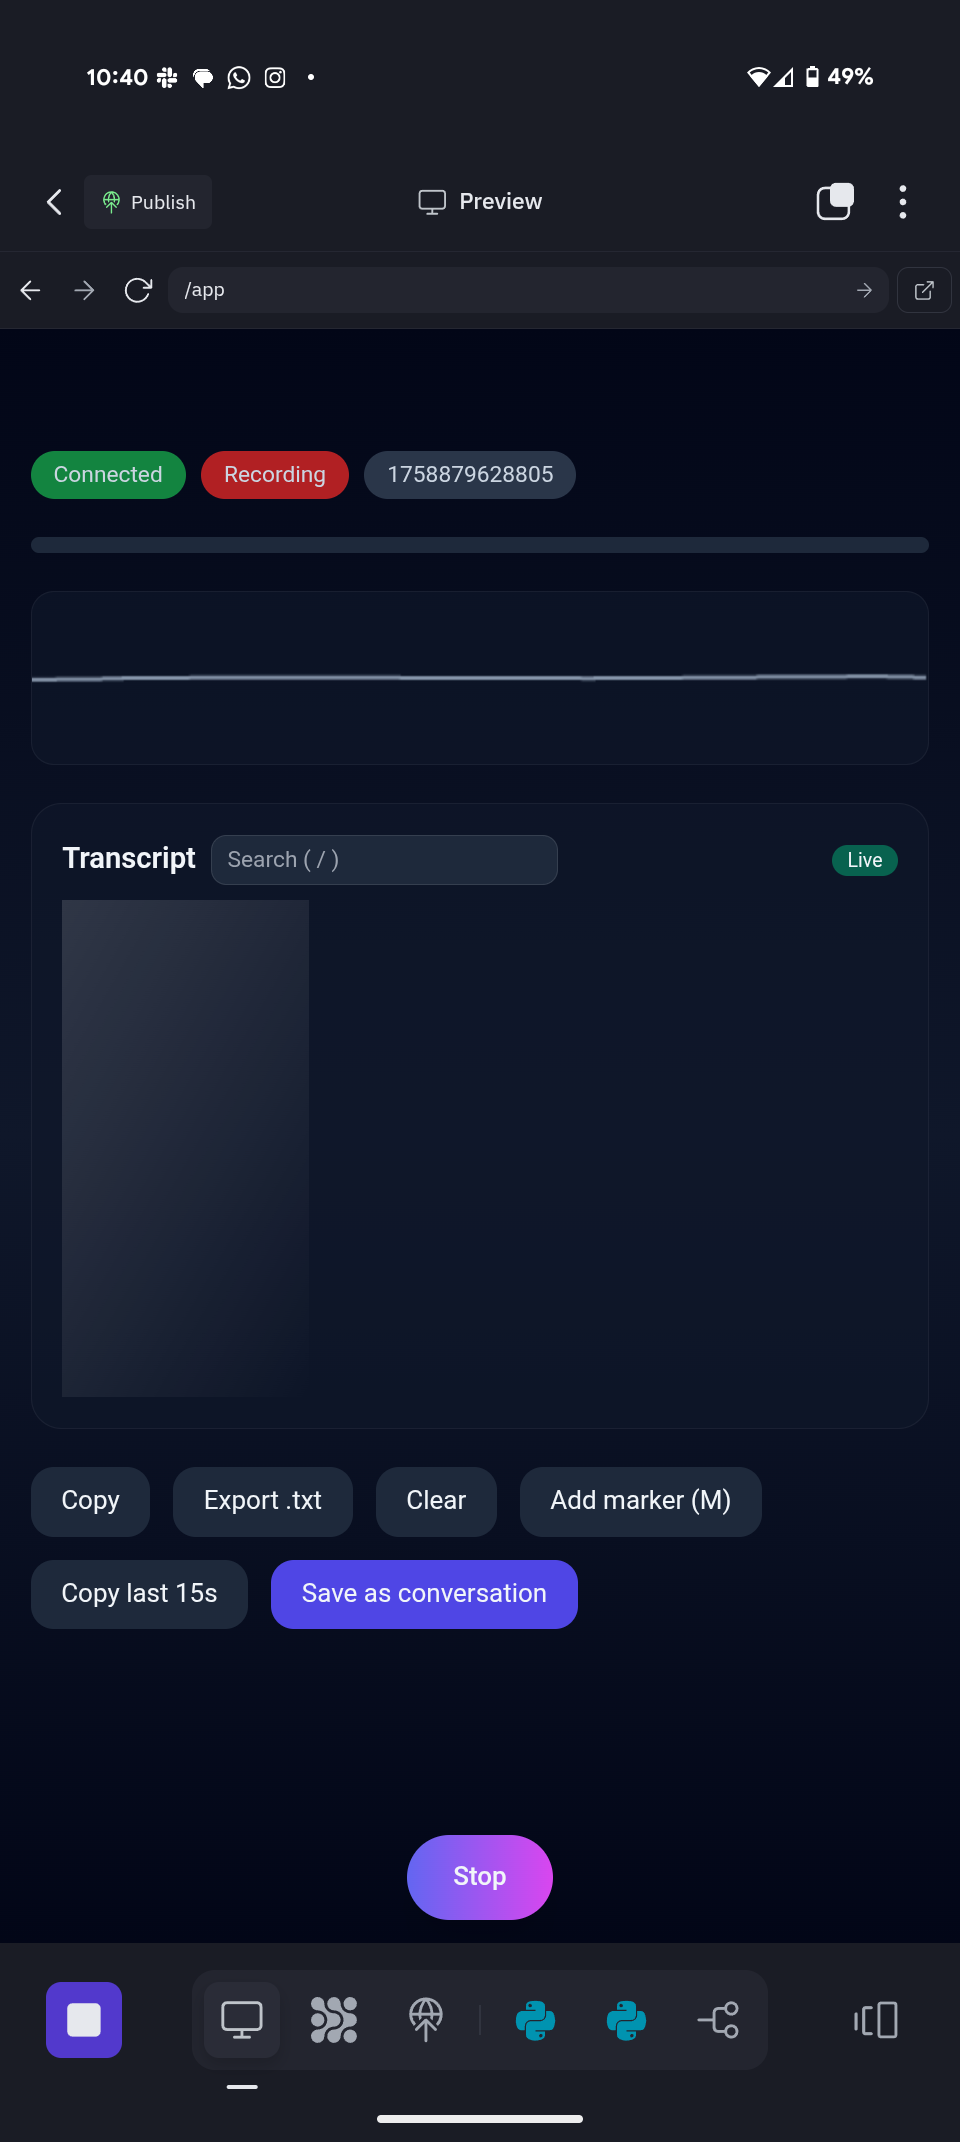 10:40
49%
Publish
Preview
/app
Connected
Recording
1758879628805
Transcript
Search ( / )
Live
Copy
Export .txt
Clear
Add marker (M)
Copy last 15s
Save as conversation
Stop